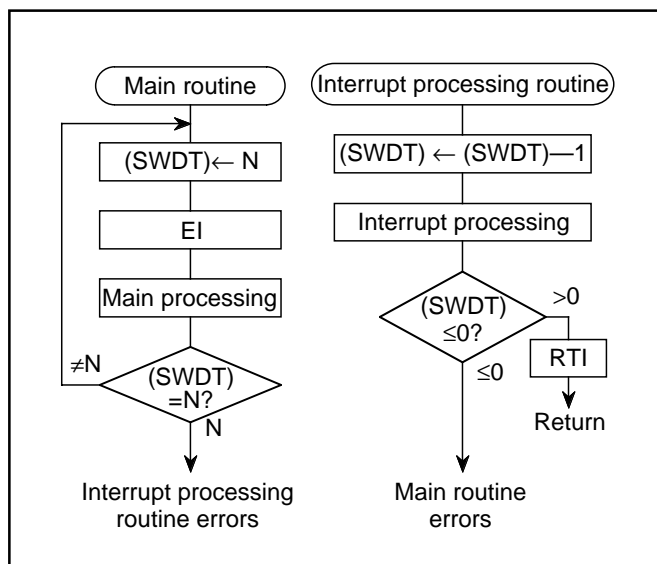 Main routine
(SWDT)← N
EI
Main processing
≠N
(SWDT)
=N?
N
Interrupt processing
routine errors
Interrupt processing routine
(SWDT) ← (SWDT)—1
Interrupt processing
>0
(SWDT)
≤0?
RTI
≤0
Return
Main routine
errors